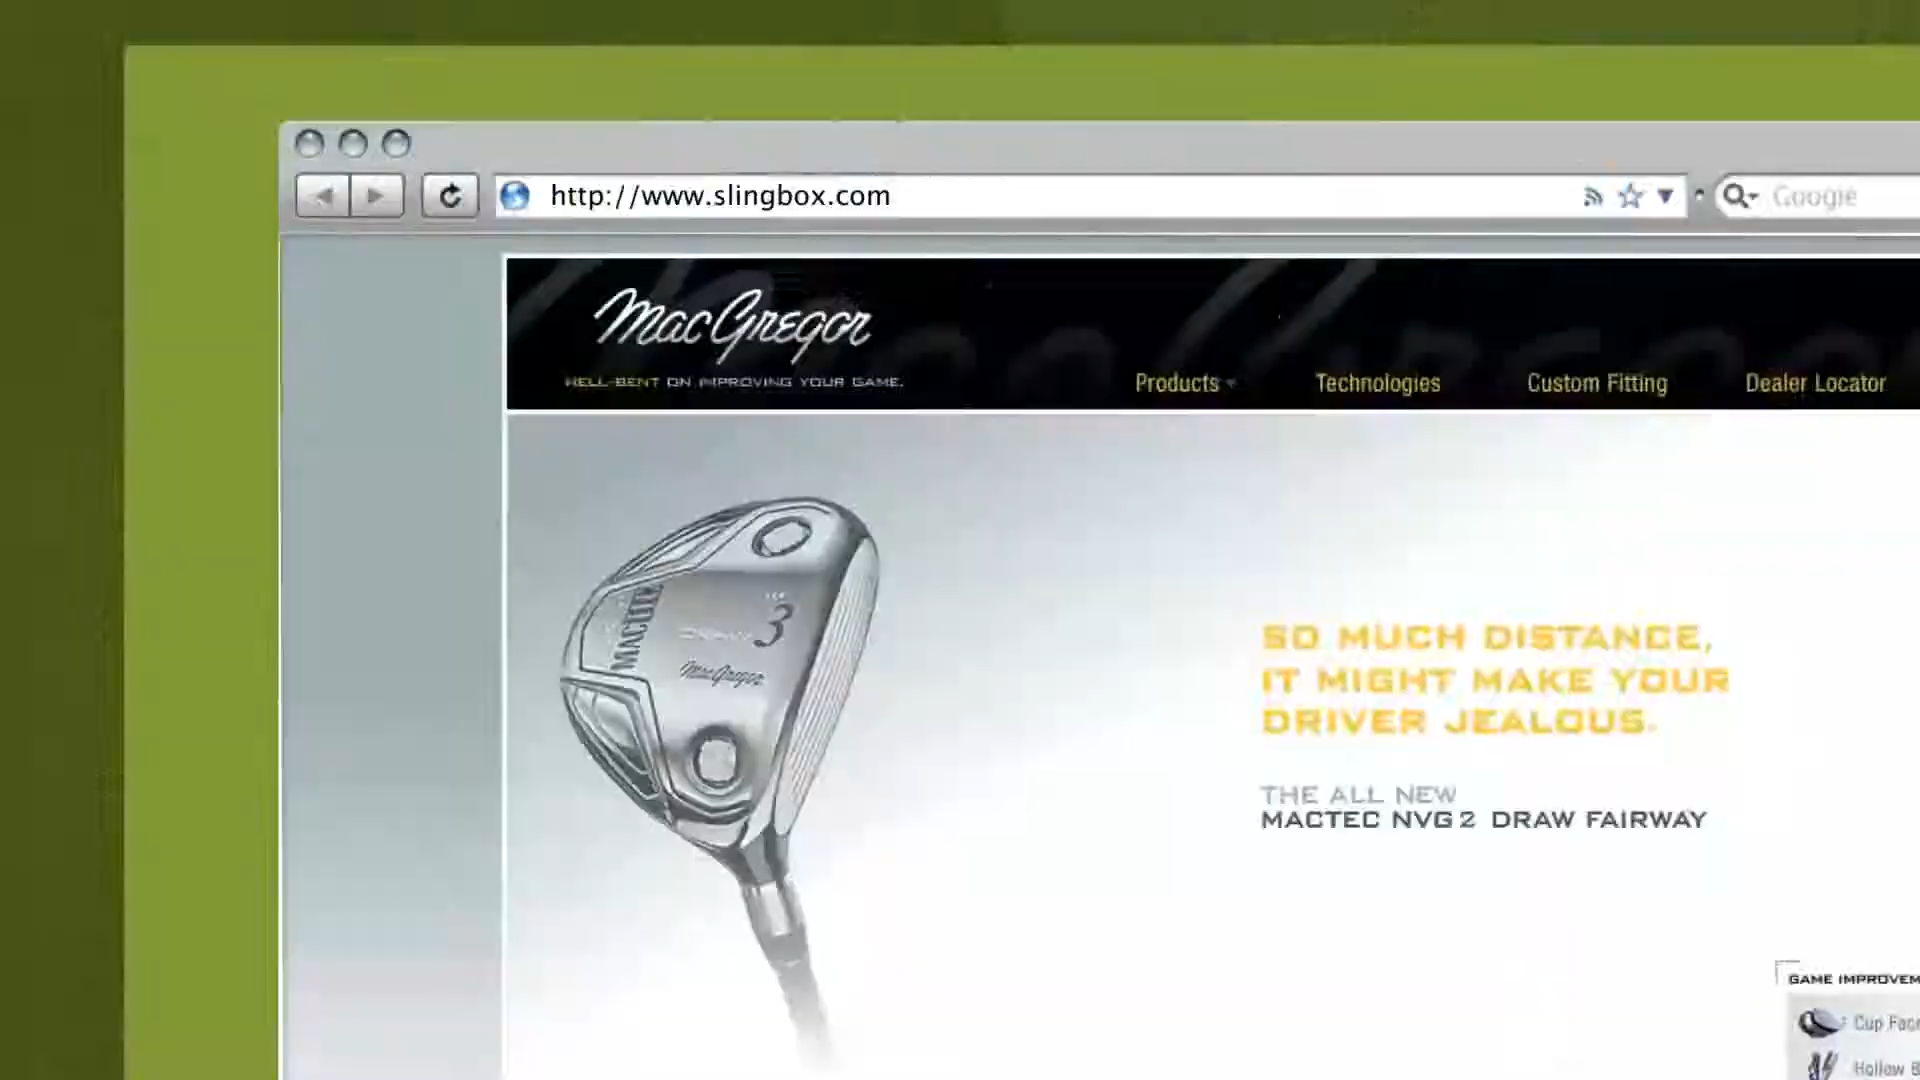 http://www.slingbox.com
Google
MacGregor
HELL-BENT ON IMPROVING YOUR GAME.
Products
Technologies
Custom Fitting
Dealer Locator
MACTEC
3
MacGregor
SO MUCH DISTANCE,
IT MIGHT MAKE YOUR
DRIVER JEALOUS.
THE ALL NEW
MACTEC NVG2 DRAW FAIRWAY
GAME IMPROVEM
Cup Fac
Hollow B